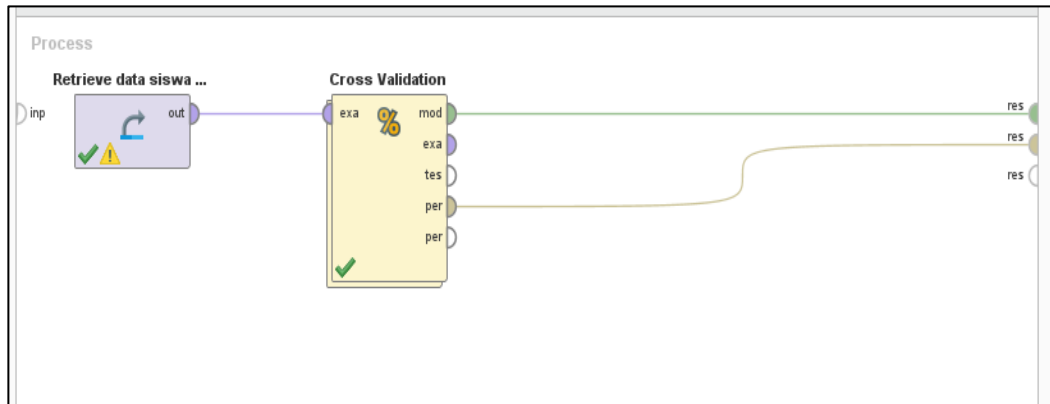 Process
Retrieve data siswa ...
Cross Validation
inp
out
exa
%
mod
exa
tes
per
per
res
res
res